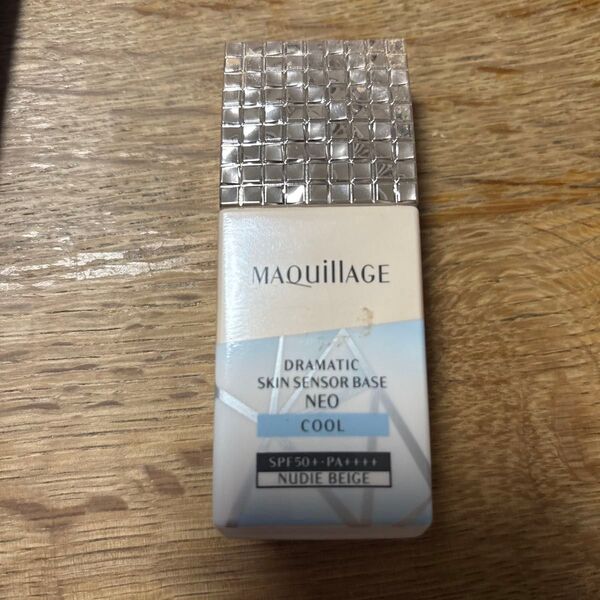 MAQuillAGE
DRAMATIC
SKIN SENSOR BASE
NEO
COOL
SPF50+・PA++++
NUDIE BEIGE